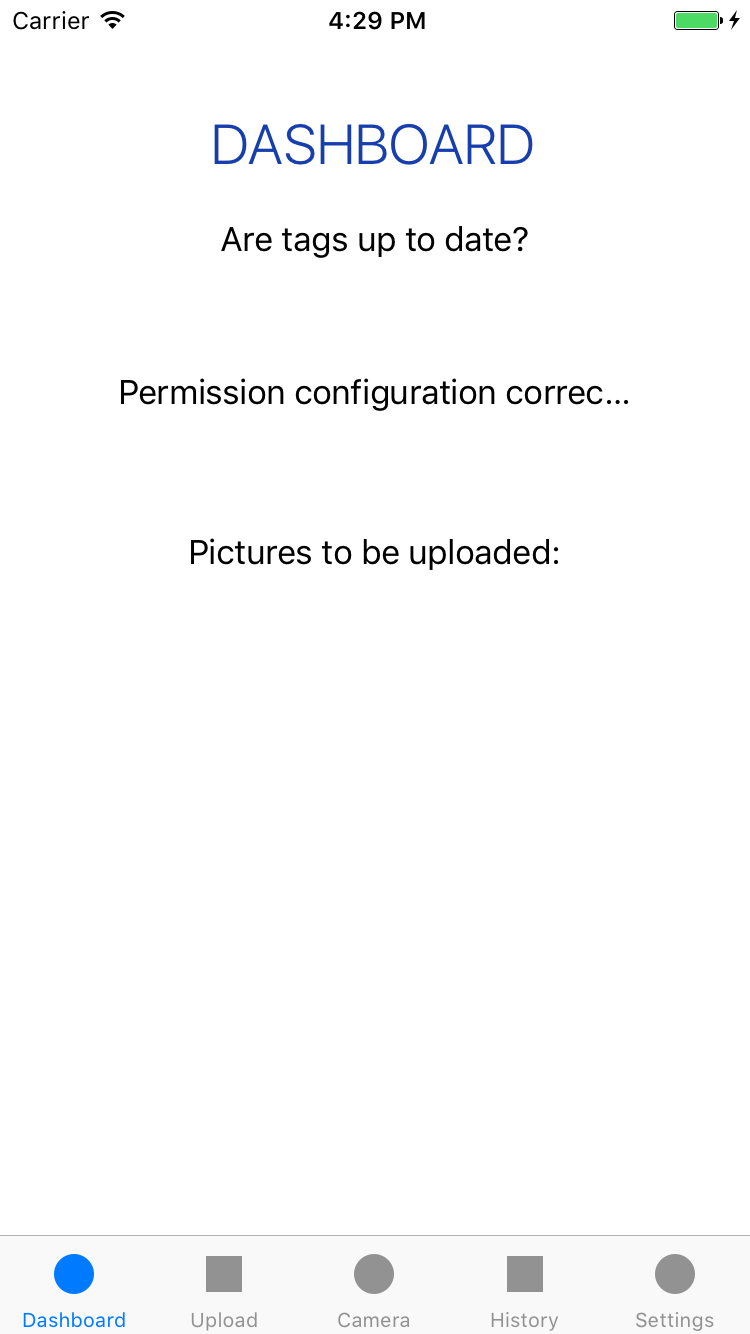 Carrier 4:29 PM
DASHBOARD
Are tags up to date?
Permission configuration correc...
Pictures to be uploaded:
Dashboard Upload Camera History Settings